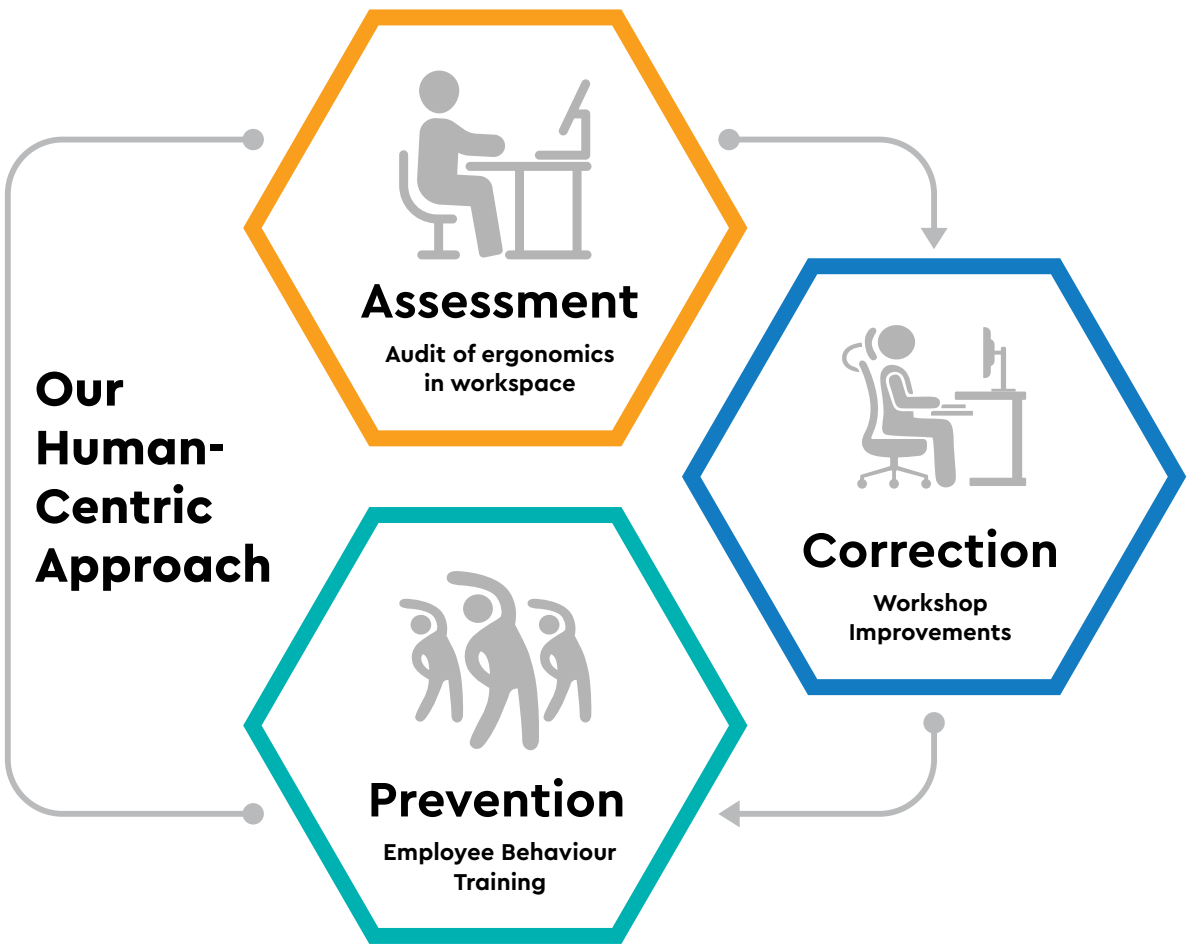 Our
Human-
Centric
Approach
Assessment
Audit of ergonomics
in workspace
Correction
Workshop
Improvements
Prevention
Employee Behaviour
Training